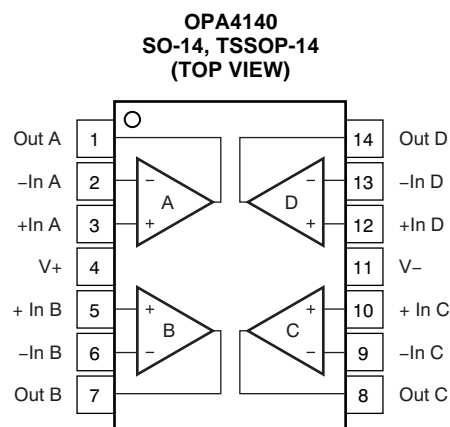 OPA4140
SO-14, TSSOP-14
(TOP VIEW)
Out A 1 14 Out D
−In A 2 − − 13 −In D
A D
+In A 3 + + 12 +In D
V+ 4 11 V−
+ In B 5 + + 10 + In C
B C
−In B 6 − − 9 −In C
Out B 7 8 Out C